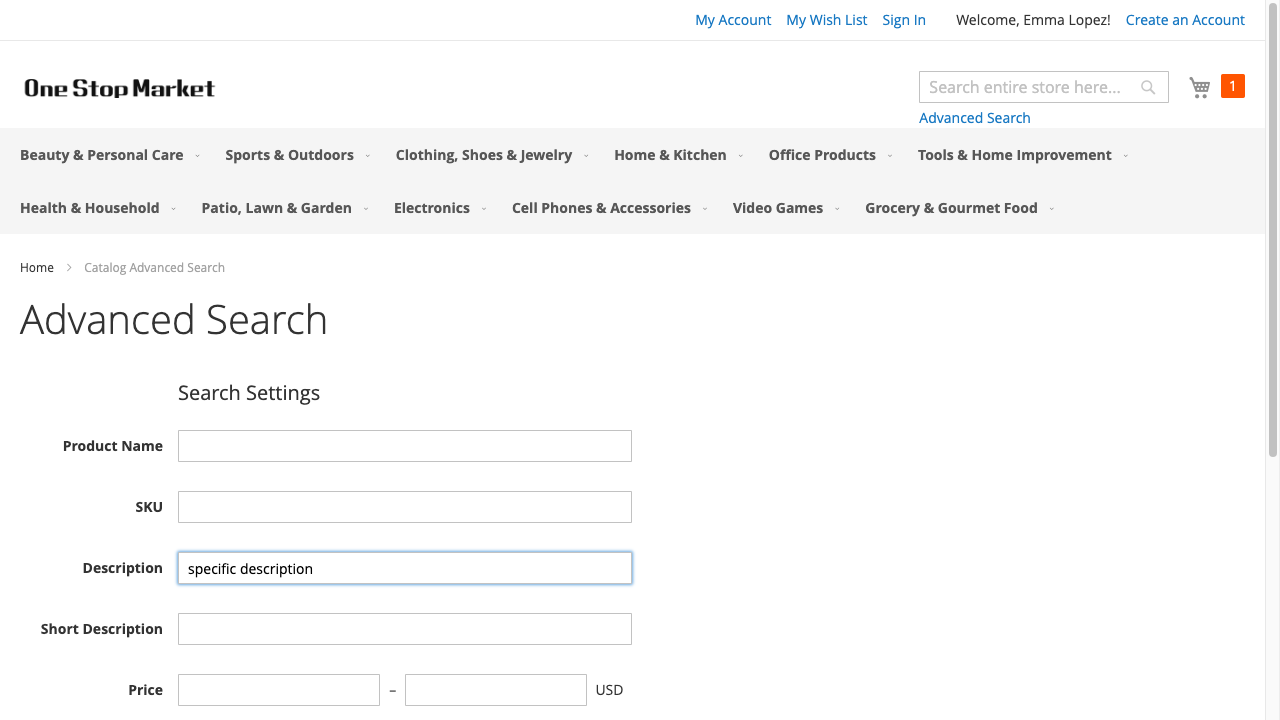 My Account My Wish List Sign In Welcome, Emma Lopez! Create an Account
One Stop Market
Search entire store here...
1
Advanced Search
Beauty & Personal Care Sports & Outdoors Clothing, Shoes & Jewelry Home & Kitchen Office Products Tools & Home Improvement
Health & Household Patio, Lawn & Garden Electronics Cell Phones & Accessories Video Games Grocery & Gourmet Food
Home Catalog Advanced Search
Advanced Search
Search Settings
Product Name
SKU
Description specific description
Short Description
Price – USD